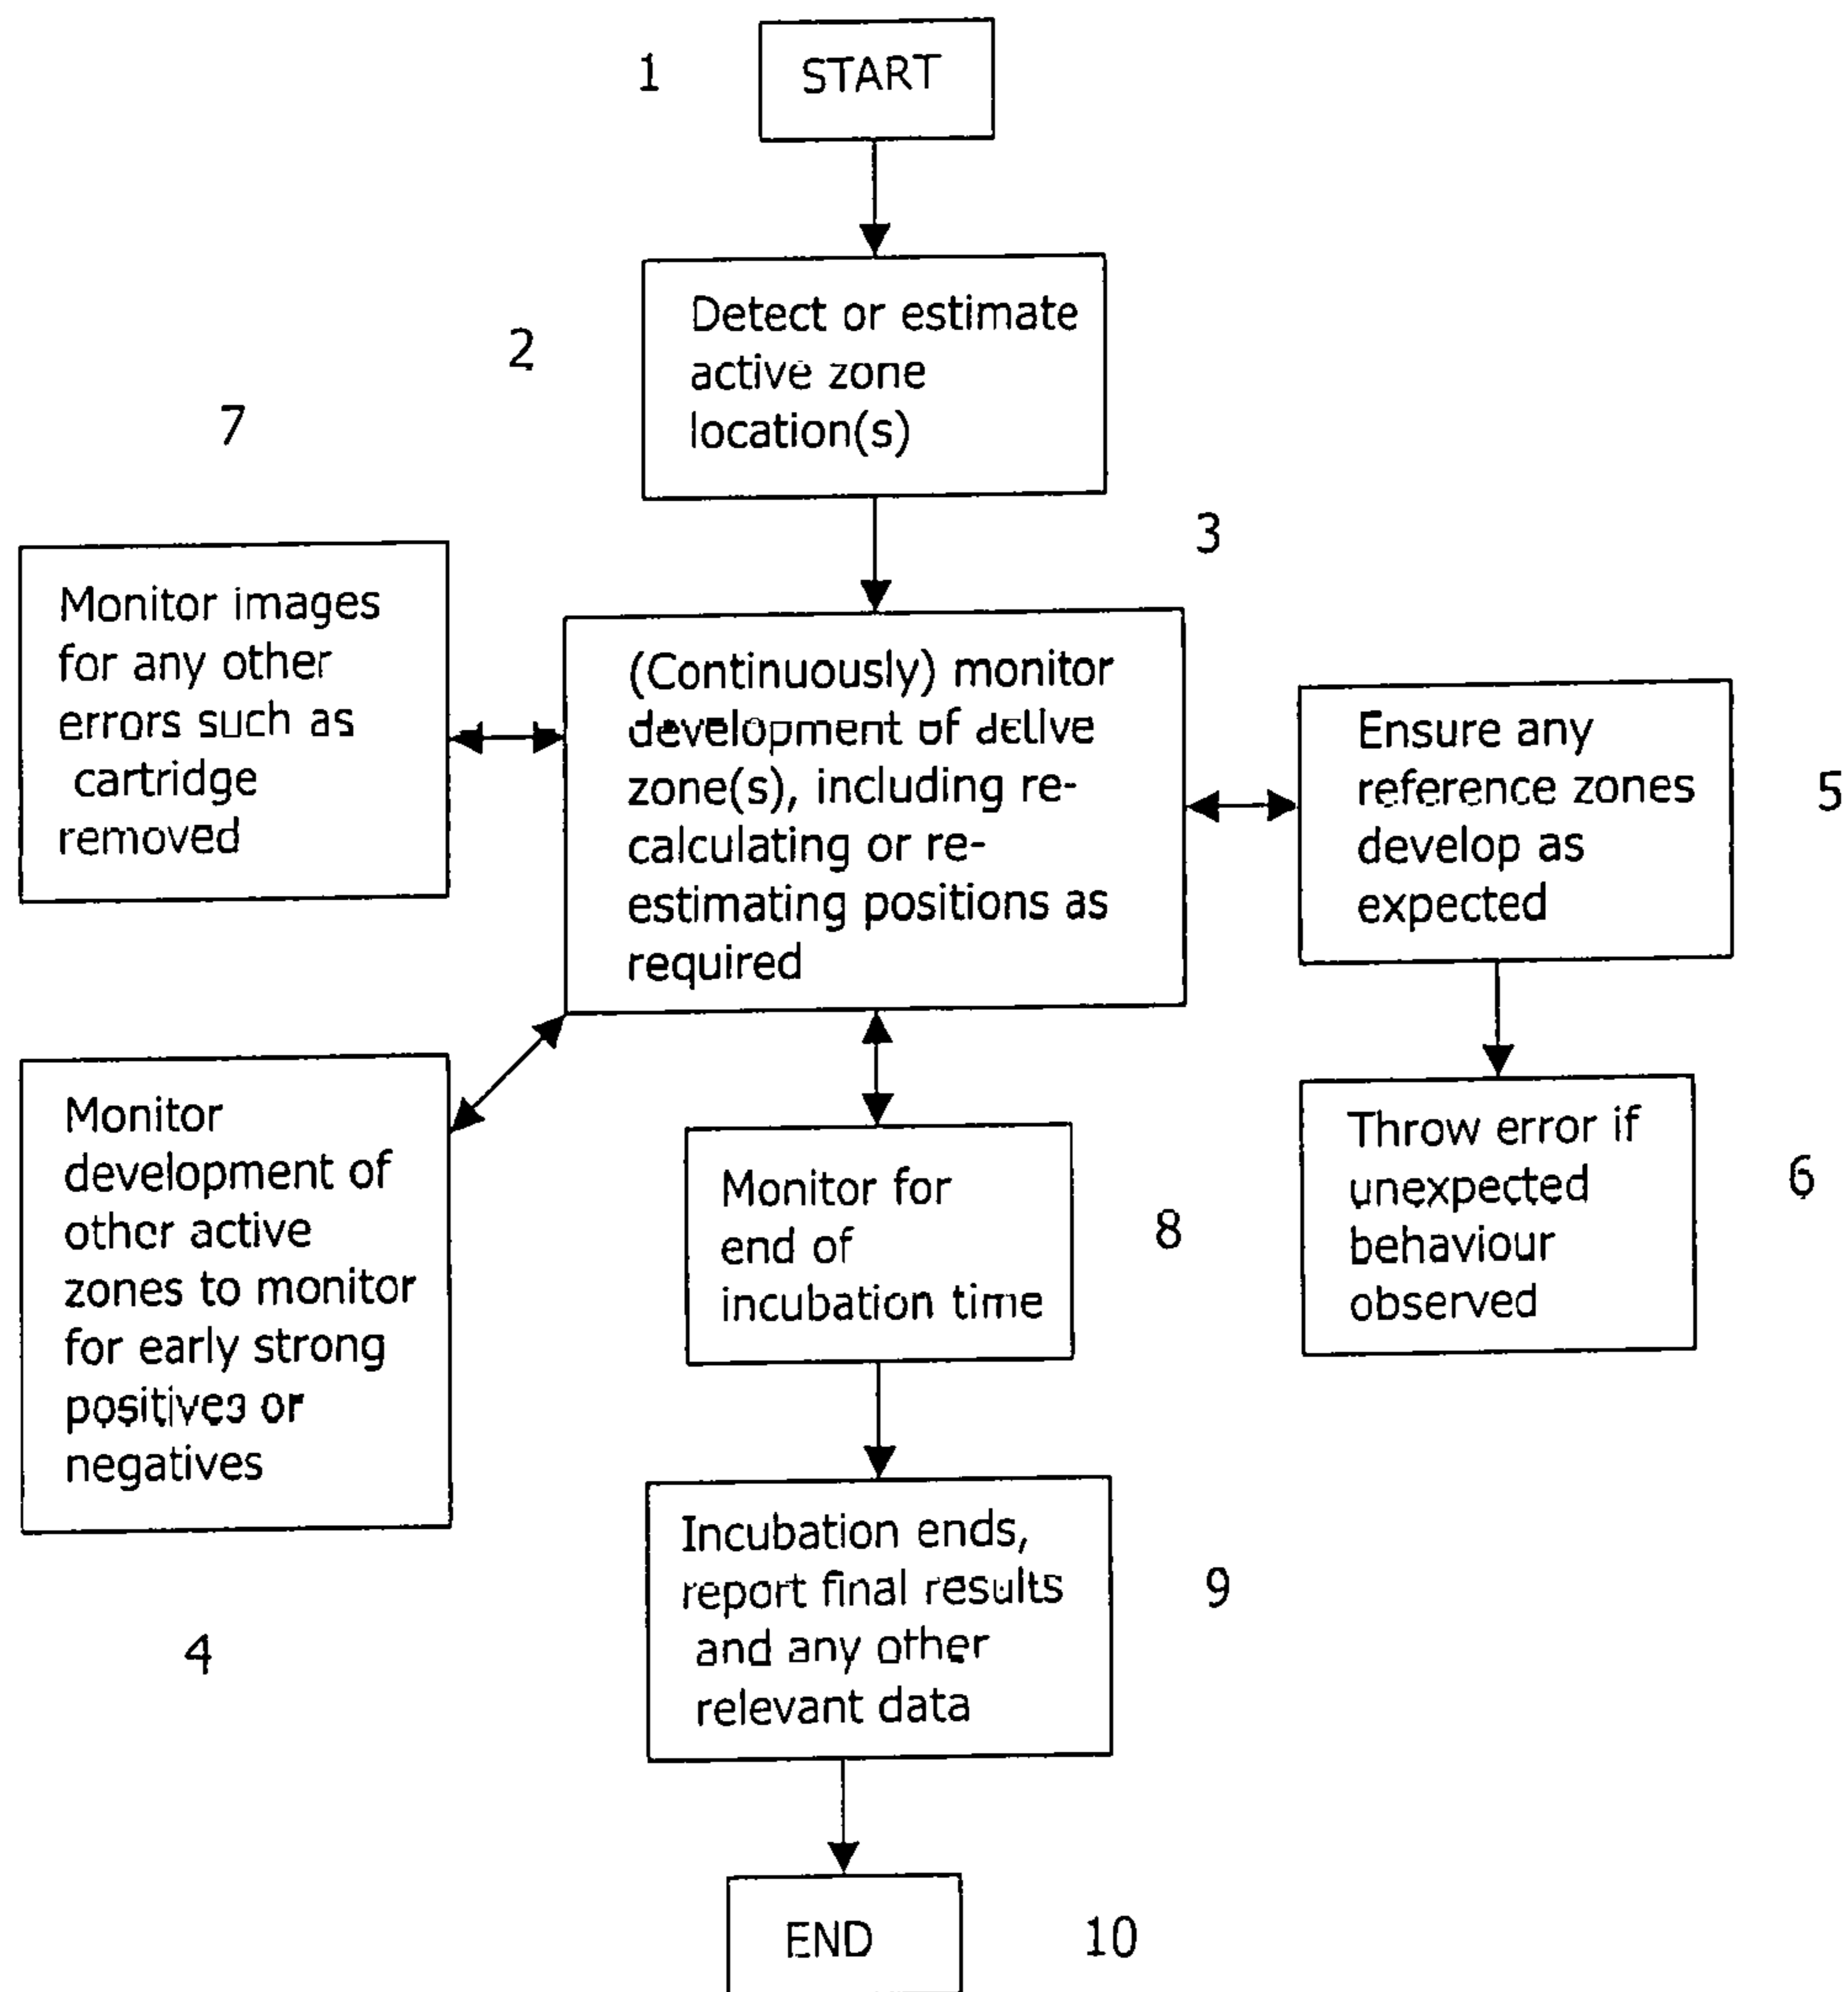 1
START
2
Detect or estimate
active zone
location(s)
7
3
Monitor images
for any other
errors such as
cartridge
removed
(Continuously) monitor
development of active
zone(s), including re-
calculating or re-
estimating positions as
required
Ensure any
reference zones
develop as
expected
5
Monitor
development of
other active
zones to monitor
for early strong
positives or
negatives
4
Monitor for
end of
incubation time
8
Throw error if
unexpected
behaviour
observed
6
Incubation ends,
report final results
and any other
relevant data
9
END
10